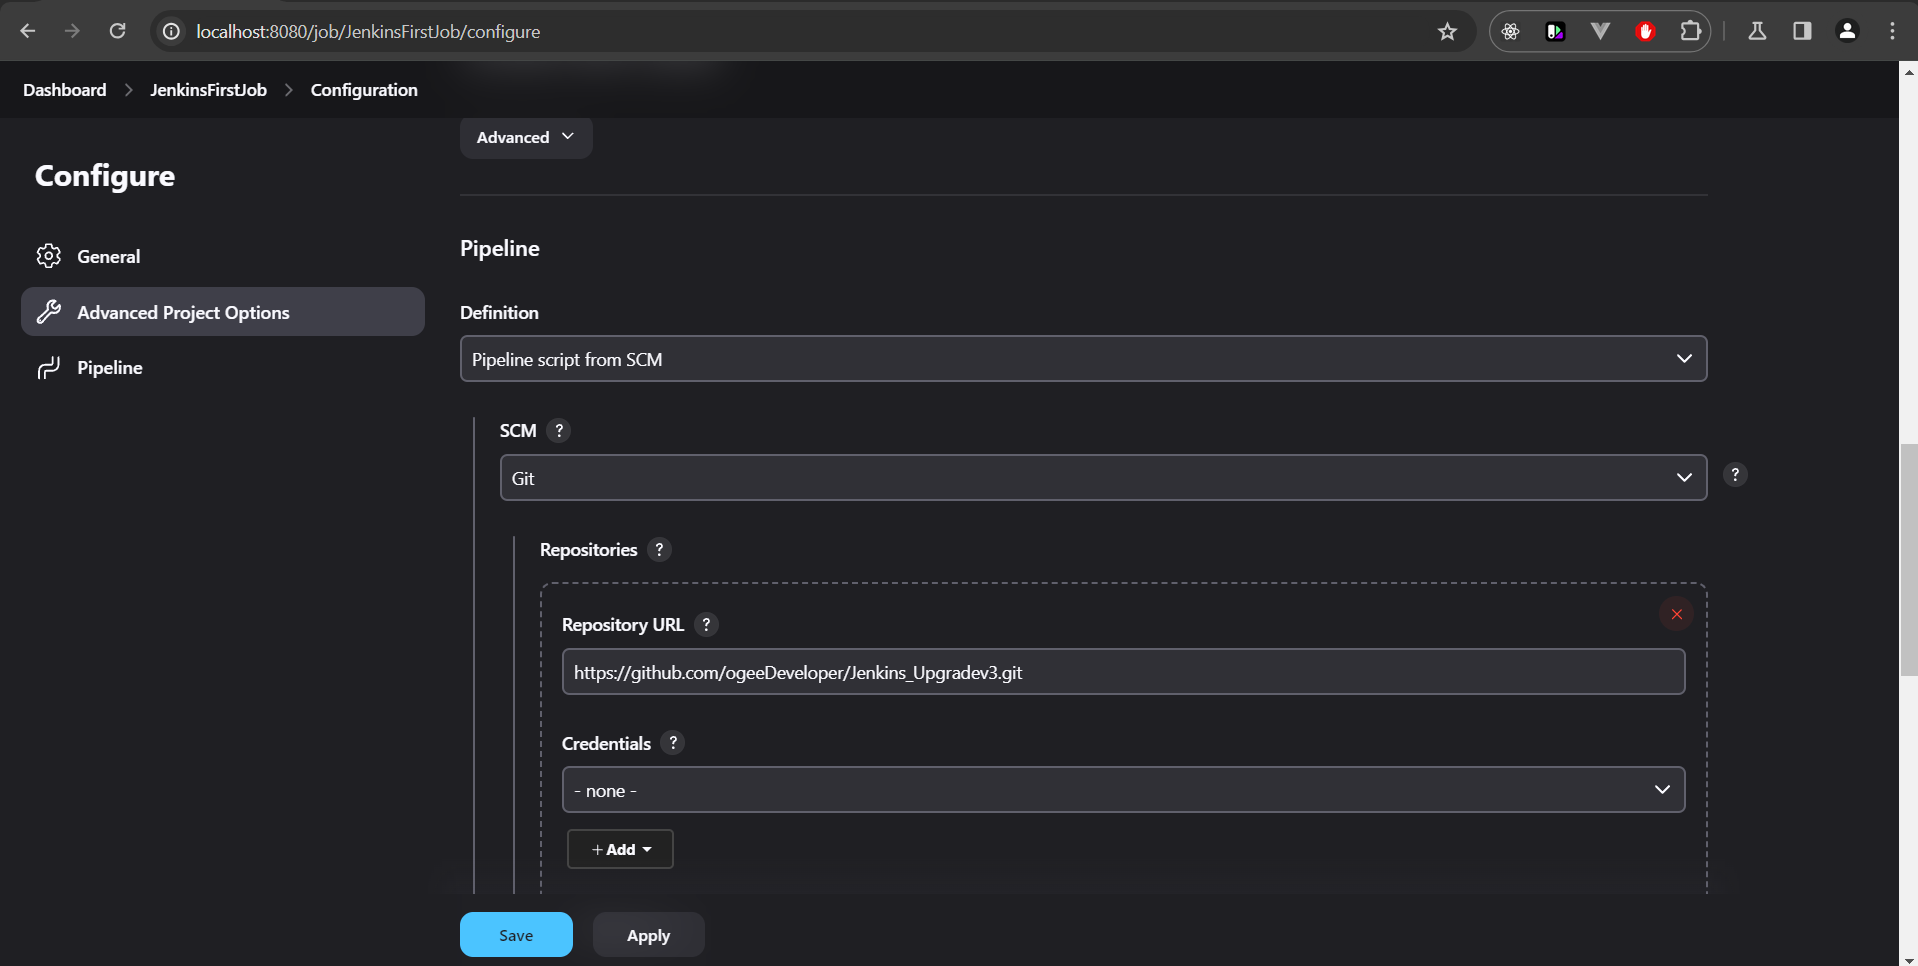 localhost:8080/job/JenkinsFirstJob/configure
Dashboard > JenkinsFirstJob > Configuration
Advanced
Configure
General
Advanced Project Options
Pipeline
Pipeline
Definition
Pipeline script from SCM
SCM ?
Git
?
Repositories ?
Repository URL ?
https://github.com/ogeeDeveloper/Jenkins_Upgradev3.git
Credentials ?
- none -
+ Add
Save
Apply